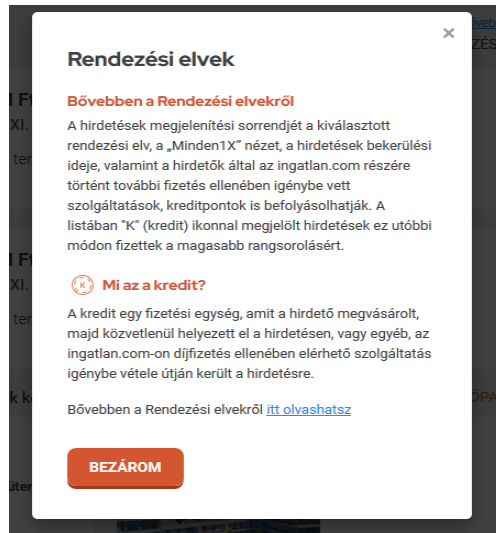 ×
Rendezési elvek
Bővebben a Rendezési elvekről
A hirdetések megjelenítési sorrendjét a kiválasztott
rendezési elv, a „Minden1X” nézet, a hirdetések bekerülési
ideje, valamint a hirdetők által az ingatlan.com részére
történt további fizetés ellenében igénybe vett
szolgáltatások, kreditpontok is befolyásolhatják. A
listában "K" (kredit) ikonnal megjelölt hirdetések ez utóbbi
módon fizettek a magasabb rangsorolásért.
K Mi az a kredit?
A kredit egy fizetési egység, amit a hirdető megvásárolt,
majd közvetlenül helyezett el a hirdetésen, vagy egyéb, az
ingatlan.com-on díjfizetés ellenében elérhető szolgáltatás
igénybe vétele útján került a hirdetésre.
Bővebben a Rendezési elvekről itt olvashatsz
BEZÁROM
XI.
XI.